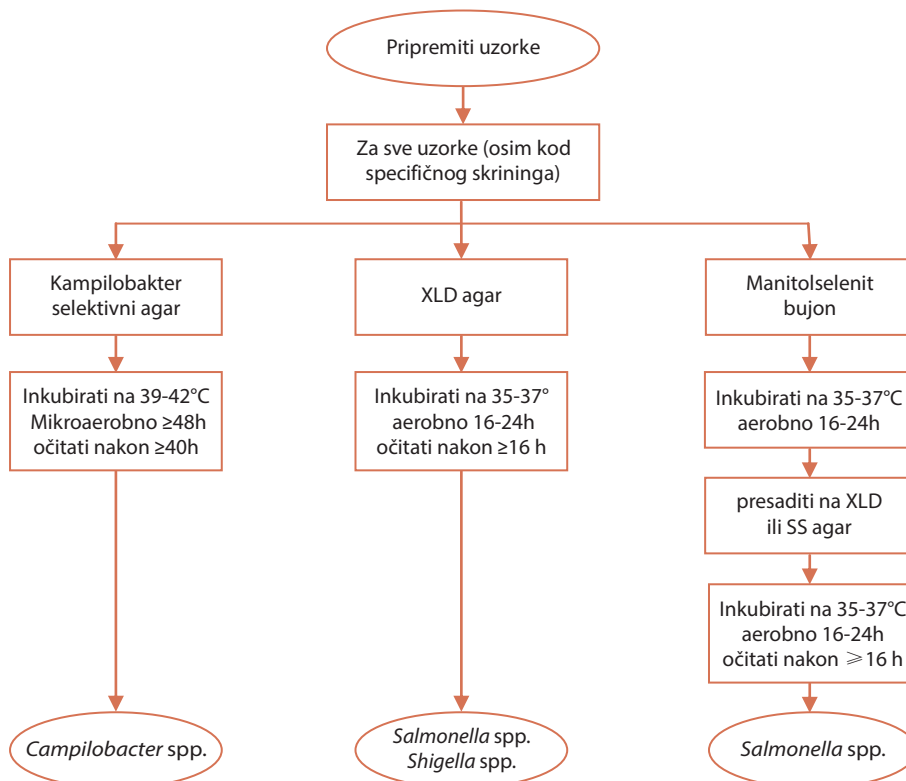 Pripremiti uzorke
Za sve uzorke (osim kod
specifičnog skrininga)
Kampilobakter
selektivni agar
Inkubirati na 39-42°C
Mikroaerobno ≥48h
očitati nakon ≥40h
Campilobacter spp.
XLD agar
Inkubirati na 35-37°
aerobno 16-24h
očitati nakon ≥16 h
Salmonella spp.
Shigella spp.
Manitolselenit
bujon
Inkubirati na 35-37°C
aerobno 16-24h
presaditi na XLD
ili SS agar
Inkubirati na 35-37°C
aerobno 16-24h
očitati nakon ⩾16 h
Salmonella spp.